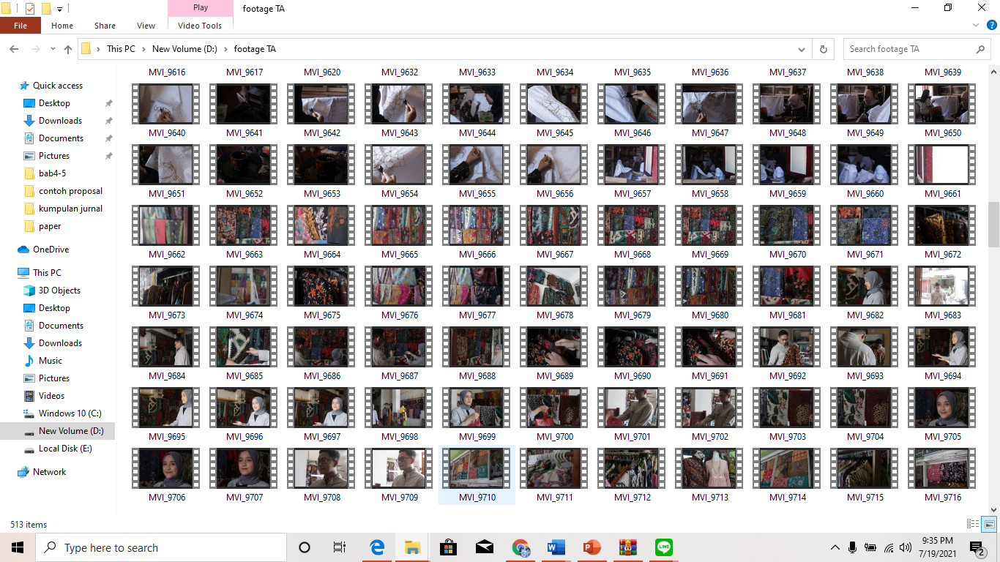 Play footage TA
File Home Share View Video Tools
This PC New Volume (D:) footage TA Search footage TA
Quick access
Desktop
Downloads
Documents
Pictures
bab4-5
contoh proposal
kumpulan jurnal
paper
OneDrive
This PC
3D Objects
Desktop
Documents
Downloads
Music
Pictures
Videos
Windows 10 (C:)
New Volume (D:)
Local Disk (E:)
Network
MVI_9616 MVI_9617 MVI_9620 MVI_9632 MVI_9633 MVI_9634 MVI_9635 MVI_9636 MVI_9637 MVI_9638 MVI_9639
MVI_9640 MVI_9641 MVI_9642 MVI_9643 MVI_9644 MVI_9645 MVI_9646 MVI_9647 MVI_9648 MVI_9649 MVI_9650
MVI_9651 MVI_9652 MVI_9653 MVI_9654 MVI_9655 MVI_9656 MVI_9657 MVI_9658 MVI_9659 MVI_9660 MVI_9661
MVI_9662 MVI_9663 MVI_9664 MVI_9665 MVI_9666 MVI_9667 MVI_9668 MVI_9669 MVI_9670 MVI_9671 MVI_9672
MVI_9673 MVI_9674 MVI_9675 MVI_9676 MVI_9677 MVI_9678 MVI_9679 MVI_9680 MVI_9681 MVI_9682 MVI_9683
MVI_9684 MVI_9685 MVI_9686 MVI_9687 MVI_9688 MVI_9689 MVI_9690 MVI_9691 MVI_9692 MVI_9693 MVI_9694
MVI_9695 MVI_9696 MVI_9697 MVI_9698 MVI_9699 MVI_9700 MVI_9701 MVI_9702 MVI_9703 MVI_9704 MVI_9705
MVI_9706 MVI_9707 MVI_9708 MVI_9709 MVI_9710 MVI_9711 MVI_9712 MVI_9713 MVI_9714 MVI_9715 MVI_9716
513 items
Type here to search
LINE
9:35 PM
7/19/2021
2